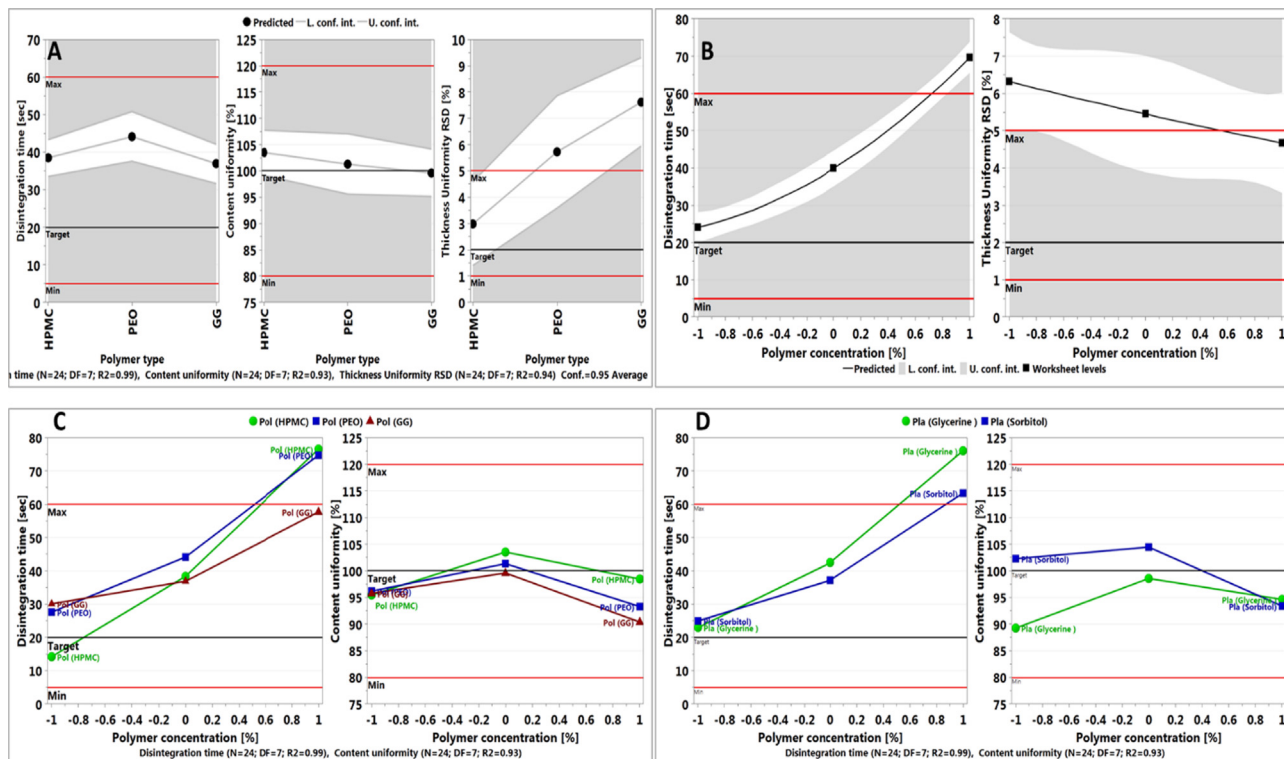 Predicted L. conf. int. U. conf. int.
A
Disintegration time [sec]
70
60
50
40
30
20
10
0
Max
Target
Min
HPMC
PEO
GG
Polymer type
Content uniformity [%]
120
115
110
105
100
95
90
85
80
75
Max
Target
Min
HPMC
PEO
GG
Polymer type
Thickness Uniformity RSD [%]
10
9
8
7
6
5
4
3
2
1
0
Max
Target
Min
HPMC
PEO
GG
Polymer type
n time (N=24; DF=7; R2=0.99), Content uniformity (N=24; DF=7; R2=0.93), Thickness Uniformity RSD (N=24; DF=7; R2=0.94) Conf.=0.95 Average
B
Disintegration time [sec]
80
70
60
50
40
30
20
10
0
Max
Target
Min
-1 -0.8 -0.6 -0.4 -0.2 0 0.2 0.4 0.6 0.8 1
Polymer concentration [%]
Thickness Uniformity RSD [%]
8
7
6
5
4
3
2
1
0
Max
Target
Min
-1 -0.8 -0.6 -0.4 -0.2 0 0.2 0.4 0.6 0.8 1
Polymer concentration [%]
Predicted L. conf. int. U. conf. int. Worksheet levels
C
Pol (HPMC) Pol (PEO) Pol (GG)
Disintegration time [sec]
80
70
60
50
40
30
20
10
0
Pol (HPMC)
Pol (PEO)
Max
Pol (GG)
Pol (GG)
Pol (PEO)
Target
Pol (HPMC)
Min
-1 -0.8 -0.6 -0.4 -0.2 0 0.2 0.4 0.6 0.8 1
Polymer concentration [%]
Content uniformity [%]
125
120
115
110
105
100
95
90
85
80
75
Max
Target
Pol (HPMC)
Pol (PEO)
Pol (HPMC)
Pol (PEO)
Pol (GG)
Min
-1 -0.8 -0.6 -0.4 -0.2 0 0.2 0.4 0.6 0.8 1
Polymer concentration [%]
Disintegration time (N=24; DF=7; R2=0.99), Content uniformity (N=24; DF=7; R2=0.93)
D
Pla (Glycerine ) Pla (Sorbitol)
Disintegration time [sec]
80
70
60
50
40
30
20
10
0
Pla (Glycerine )
Pla (Sorbitol)
Max
Pla (Sorbitol)
Pla (Glycerine )
Target
Min
-1 -0.8 -0.6 -0.4 -0.2 0 0.2 0.4 0.6 0.8 1
Polymer concentration [%]
Content uniformity [%]
125
120
115
110
105
100
95
90
85
80
75
Max
Pla (Sorbitol)
Target
Pla (Glycerine )
Pla (Sorbitol)
Pla (Glycerine )
Min
-1 -0.8 -0.6 -0.4 -0.2 0 0.2 0.4 0.6 0.8 1
Polymer concentration [%]
Disintegration time (N=24; DF=7; R2=0.99), Content uniformity (N=24; DF=7; R2=0.93)